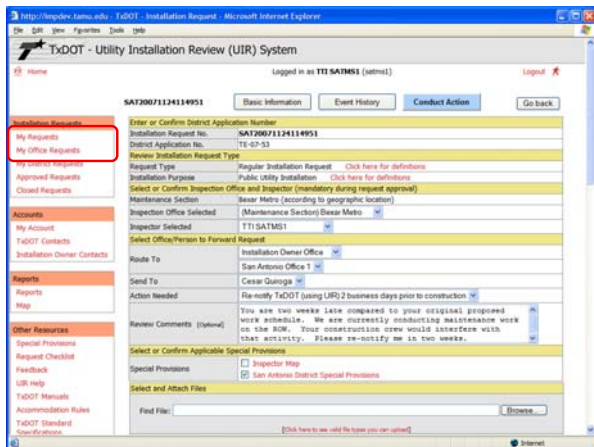 http://impdev.tamu.edu - TxDOT - Installation Request - Microsoft Internet Explorer
File Edit View Favorites Tools Help
TxDOT - Utility Installation Review (UIR) System
Home
Logged in as TTI SATMS1 (satms1)
Logout
SAT20071124114951
Basic Information
Event History
Conduct Action
Go back
Installation Requests
My Requests
My Office Requests
My District Requests
Approved Requests
Closed Requests
Accounts
My Account
TxDOT Contacts
Installation Owner Contacts
Reports
Reports
Map
Other Resources
Special Provisions
Request Checklist
Feedback
UIR Help
TxDOT Manuals
Accommodation Rules
TxDOT Standard
Specifications
Enter or Confirm District Application Number
Installation Request No. SAT20071124114951
District Application No. TE-07-53
Review Installation Request Type
Request Type Regular Installation Request Click here for definitions
Installation Purpose Public Utility Installation Click here for definitions
Select or Confirm Inspection Office and Inspector (mandatory during request approval)
Maintenance Section Bexar Metro (according to geographic location)
Inspection Office Selected (Maintenance Section) Bexar Metro
Inspector Selected TTI SATMS1
Select Office/Person to Forward Request
Route To Installation Owner Office
San Antonio Office 1
Send To Cesar Quiroga
Action Needed Re-notify TxDOT (using UIR) 2 business days prior to construction
Review Comments [Optional]
You are two weeks late compared to your original proposed
work schedule. We are currently conducting maintenance work
on the ROW. Your construction crew would interfere with
that activity. Please re-notify me in two weeks.
Select or Confirm Applicable Special Provisions
Special Provisions Inspector Map
San Antonio District Special Provisions
Select and Attach Files
Find File: Browse...
[Click here to see valid file types you can upload]
Internet